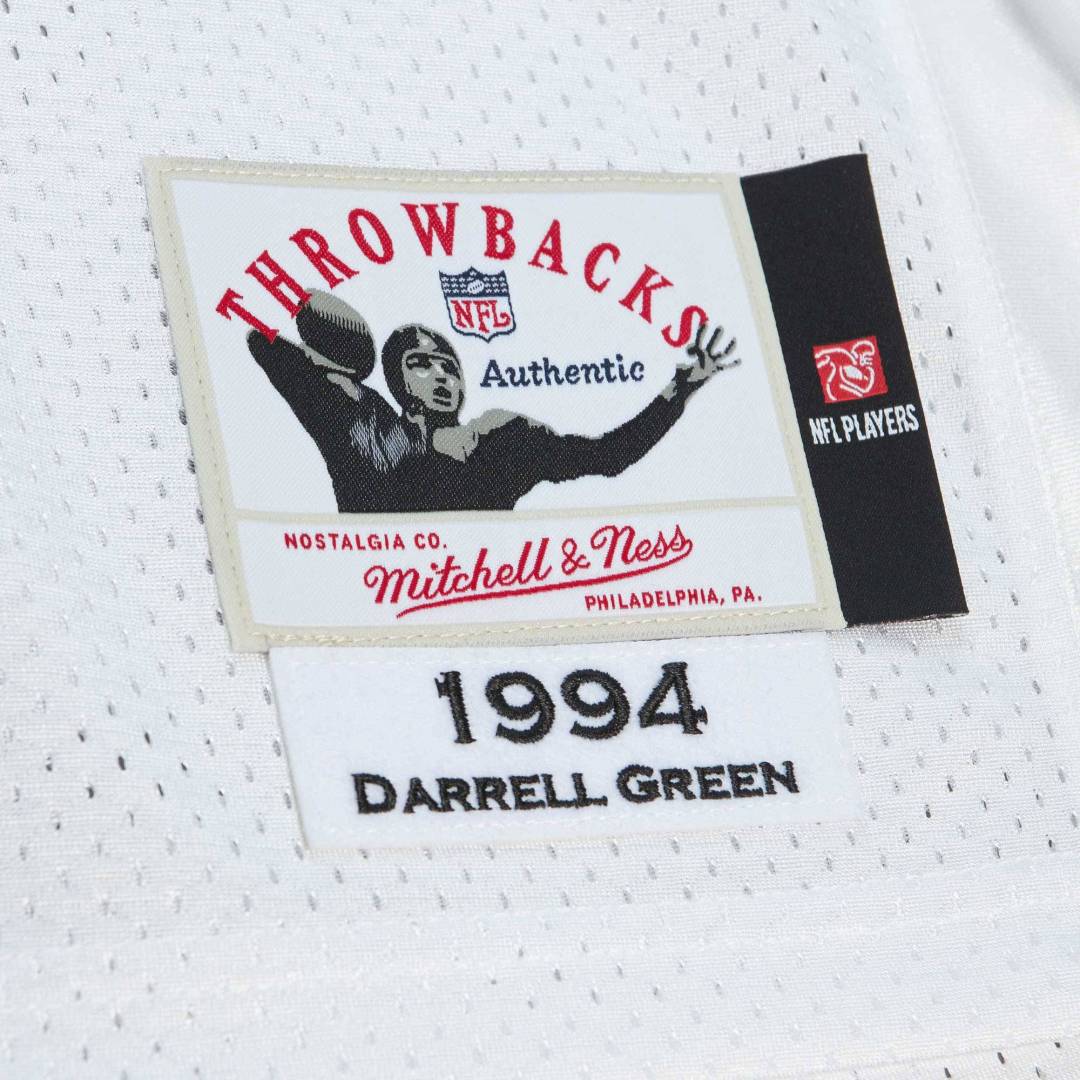 THROWBACKS
NFL
Authentic
NFL PLAYERS
NOSTALGIA CO.
Mitchell & Ness
PHILADELPHIA, PA.
1994
DARRELL GREEN